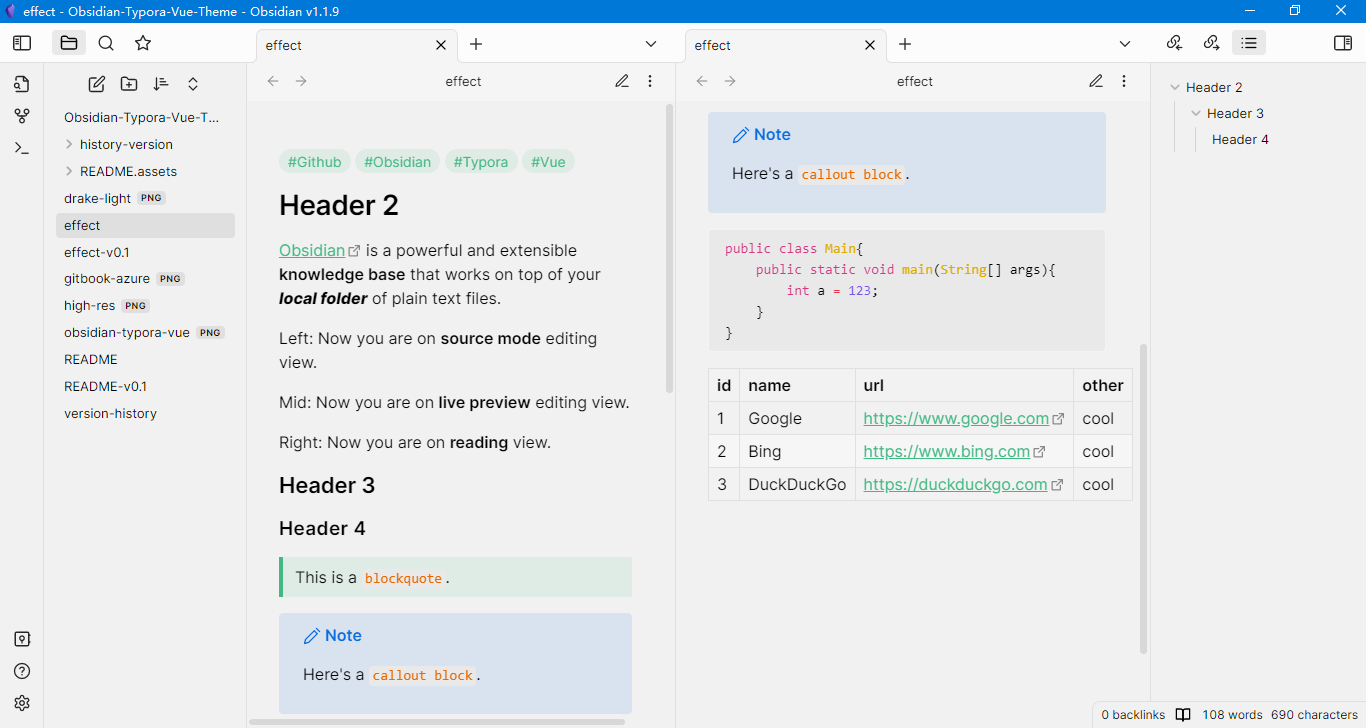 effect - Obsidian-Typora-Vue-Theme - Obsidian v1.1.9
effect
effect
Obsidian-Typora-Vue-T...
history-version
README.assets
drake-light PNG
effect
effect-v0.1
gitbook-azure PNG
high-res PNG
obsidian-typora-vue PNG
README
README-v0.1
version-history
effect
#Github #Obsidian #Typora #Vue
Header 2
Obsidian is a powerful and extensible
knowledge base that works on top of your
local folder of plain text files.
Left: Now you are on source mode editing
view.
Mid: Now you are on live preview editing view.
Right: Now you are on reading view.
Header 3
Header 4
This is a blockquote.
Note
Here's a callout block.
effect
Note
Here's a callout block.
public class Main{
    public static void main(String[] args){
        int a = 123;
    }
}
id name url other
1 Google https://www.google.com cool
2 Bing https://www.bing.com cool
3 DuckDuckGo https://duckduckgo.com cool
Header 2
Header 3
Header 4
0 backlinks 108 words 690 characters